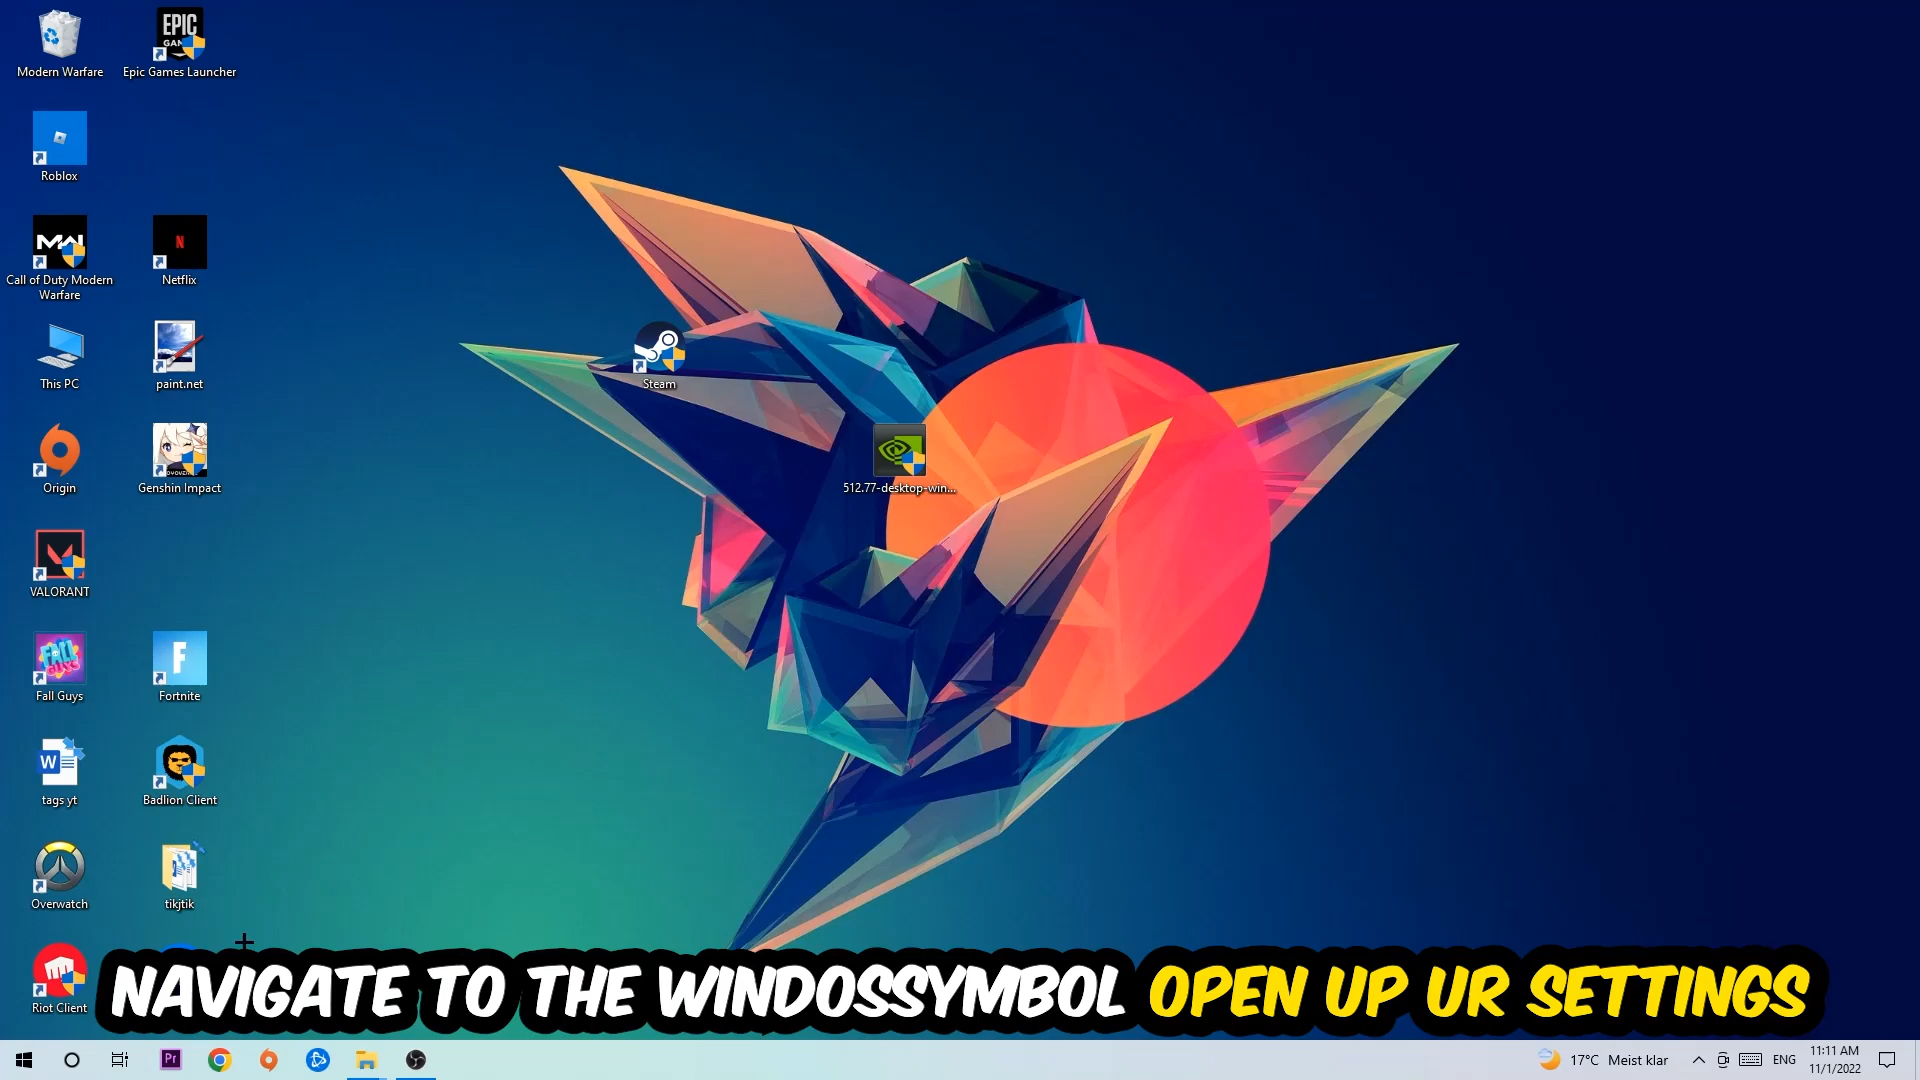 Modern Warfare
Epic Games Launcher
EPIC
Roblox
Call of Duty Modern
Warfare
Netflix
N
This PC
paint.net
Steam
Origin
Genshin Impact
512.77-desktop-win...
VALORANT
Fall Guys
Fortnite
F
W
tags yt
Badlion Client
Overwatch
tikjtik
Riot Client
NAVIGATE TO THE WINDOSSYMBOL OPEN UP UR SETTINGS
Pr
17°C Meist klar
ENG
11:11 AM
11/1/2022